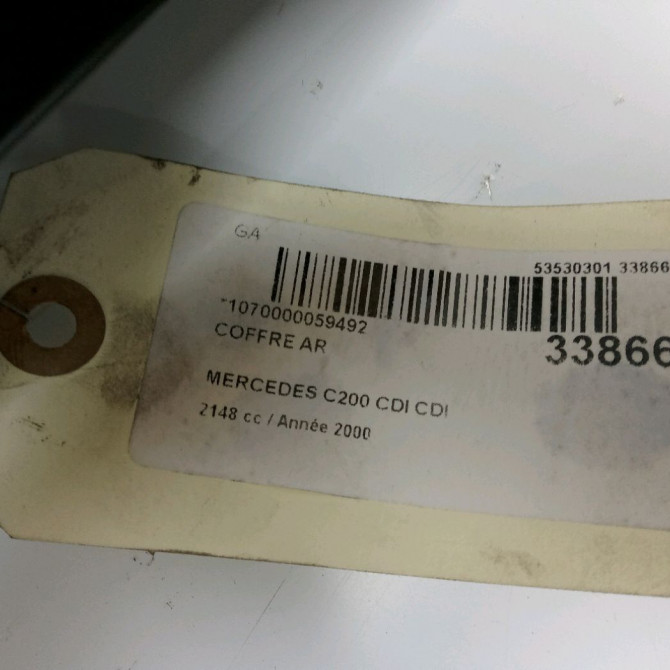 GA
53530301 33866
*1070000059492
COFFRE AR
33866
MERCEDES C200 CDI CDI
2148 cc / Année 2000